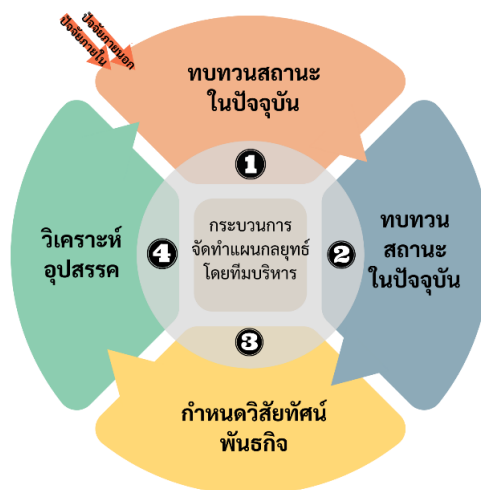 ปัจจัยภายนอก
ปัจจัยภายใน
ทบทวนสถานะ
ในปัจจุบัน
1
ทบทวน
สถานะ
ในปัจจุบัน
2
กำหนดวิสัยทัศน์
พันธกิจ
3
วิเคราะห์
อุปสรรค
4
กระบวนการ
จัดทำแผนกลยุทธ์
โดยทีมบริหาร